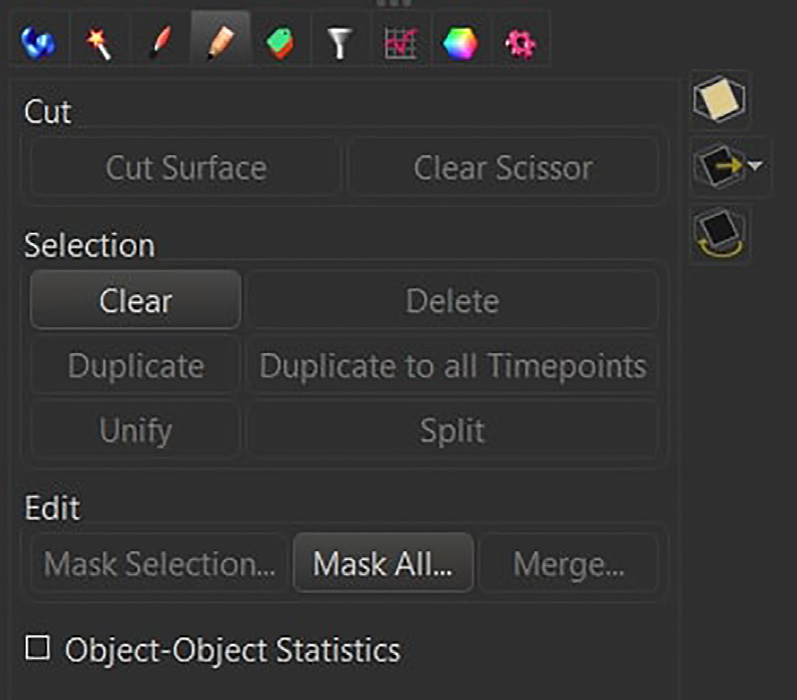 Cut
Cut Surface Clear Scissor
Selection
Clear Delete
Duplicate Duplicate to all Timepoints
Unify Split
Edit
Mask Selection... Mask All... Merge...
Object-Object Statistics